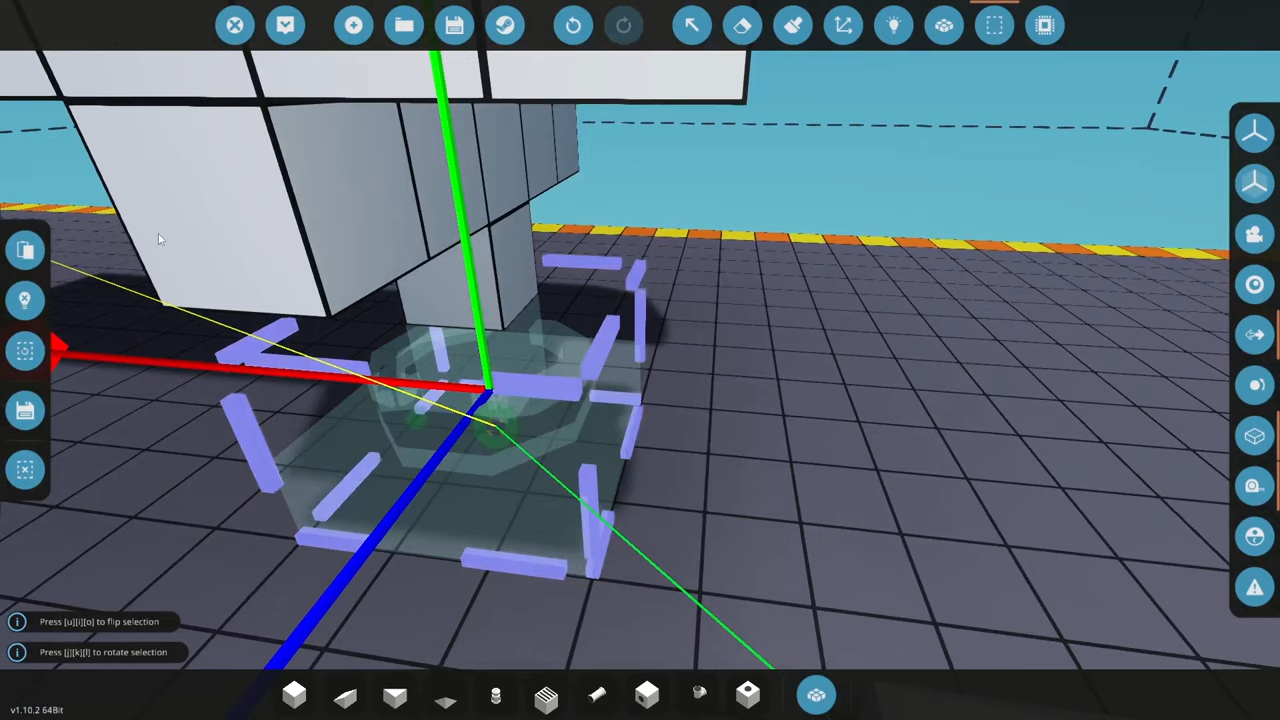 Press [u][i][o] to flip selection
Press [j][k][l] to rotate selection
v1.10.2 64Bit